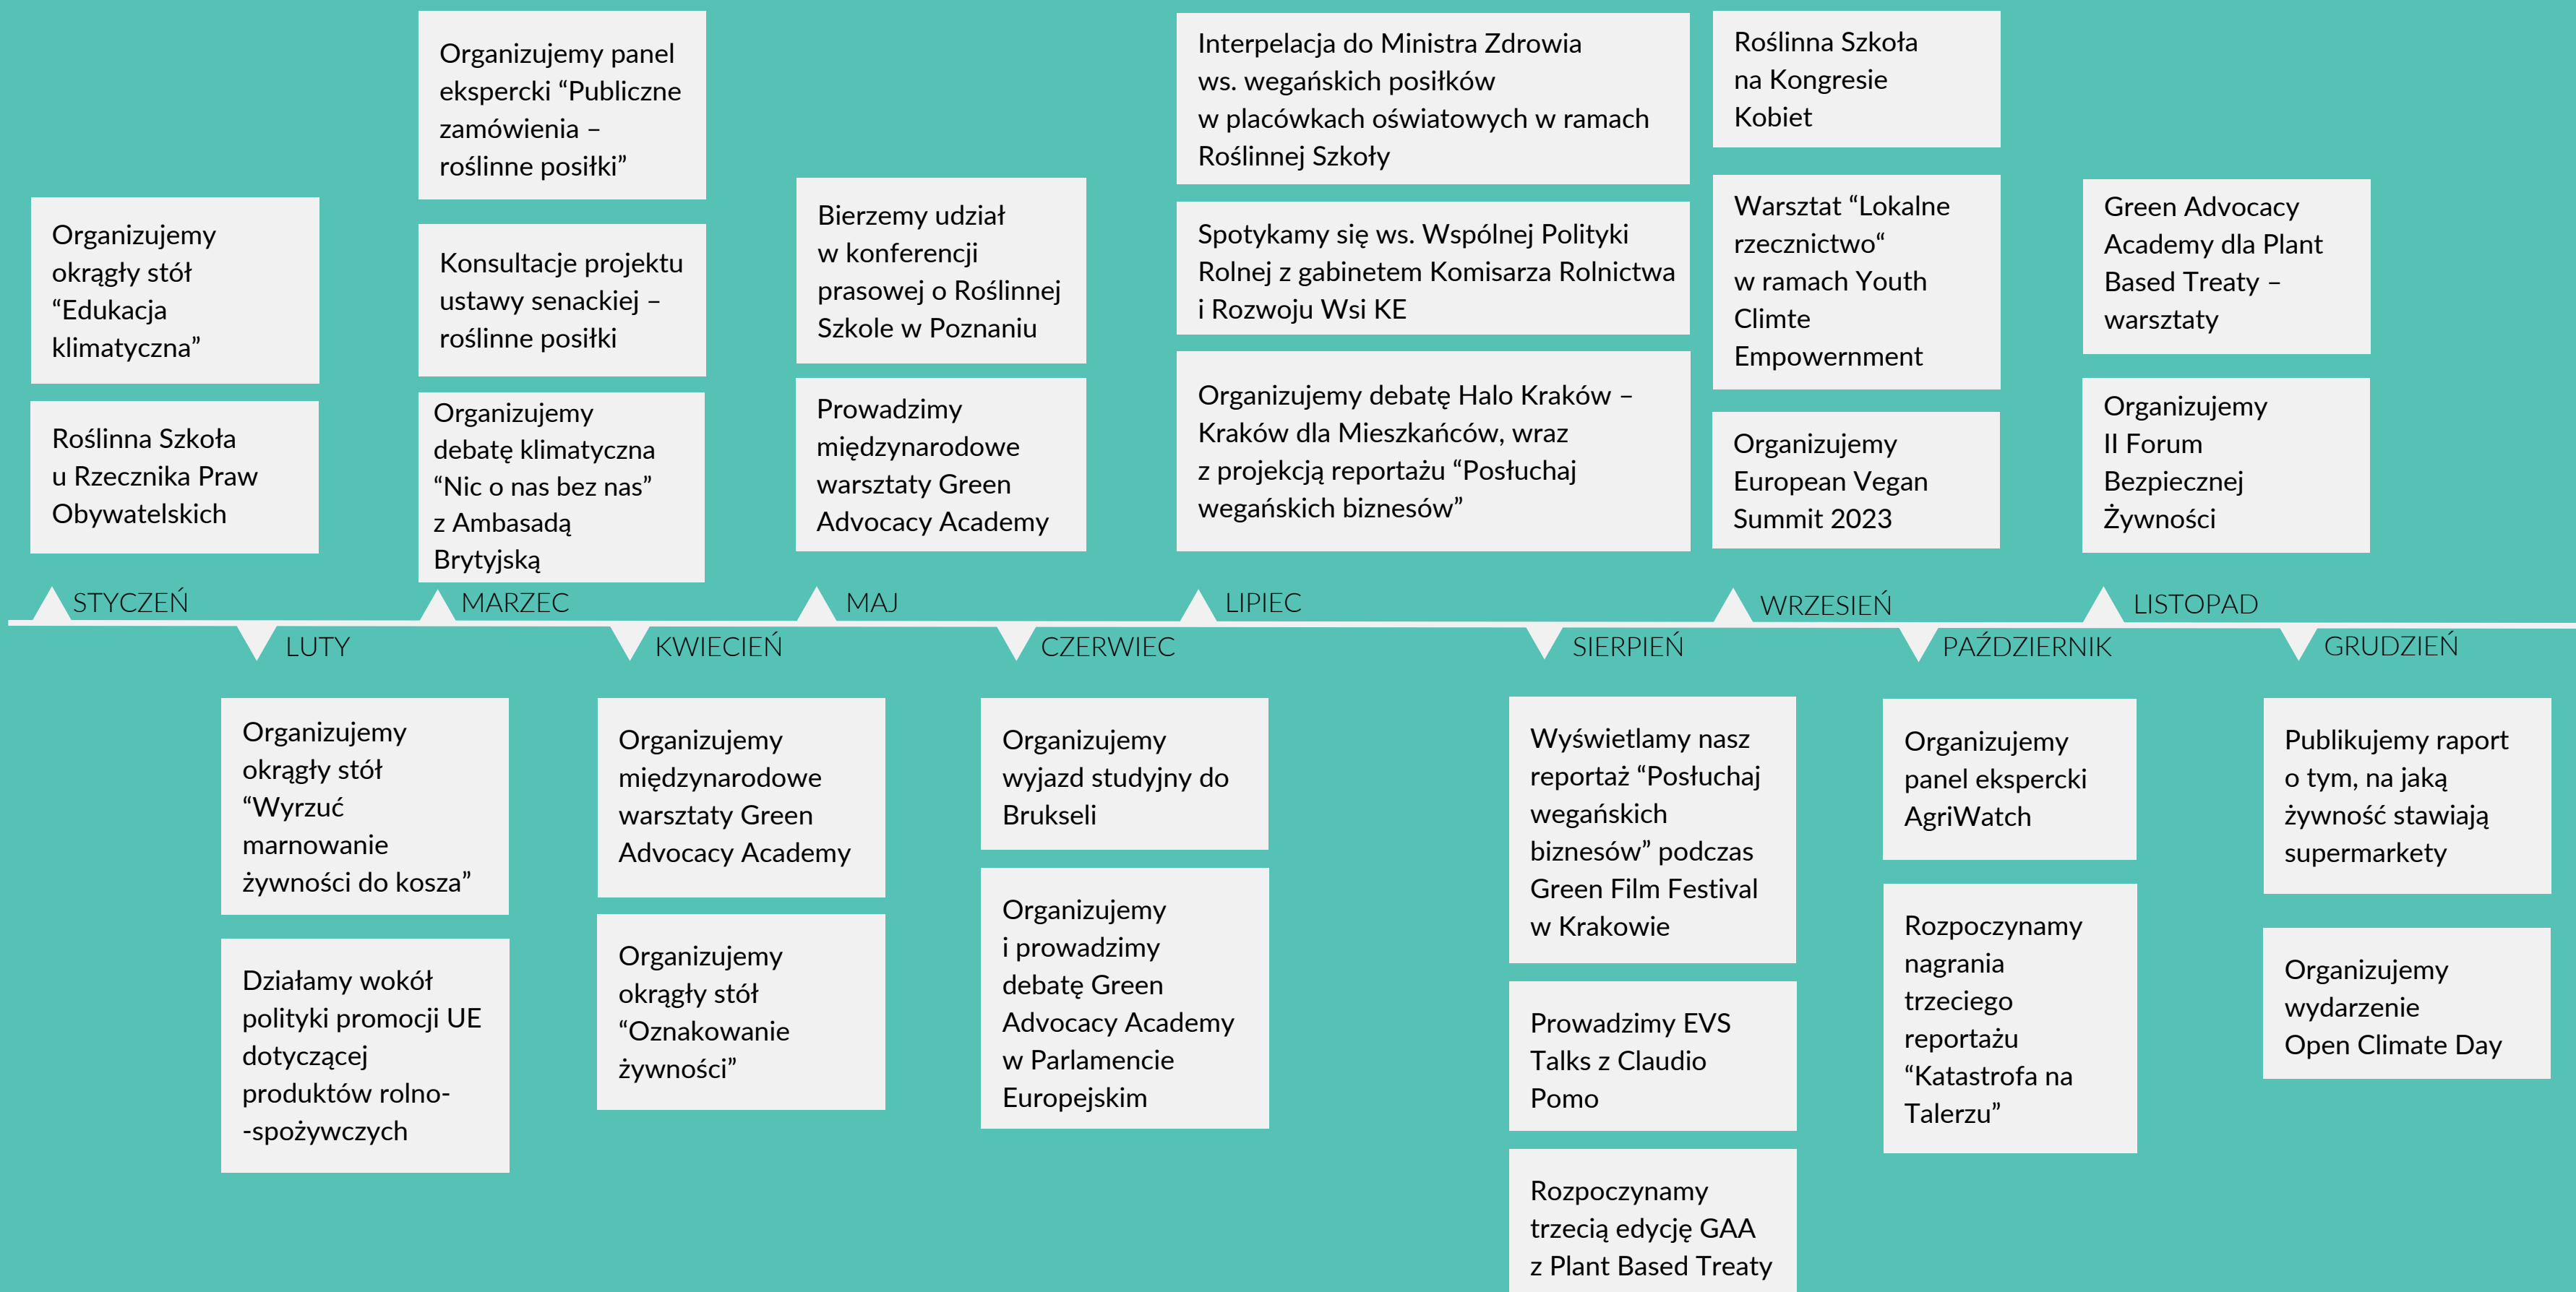 Organizujemy
okrągły stół
“Edukacja
klimatyczna”
Roślinna Szkoła
u Rzecznika Praw
Obywatelskich
STYCZEŃ
Organizujemy panel
ekspercki “Publiczne
zamówienia –
roślinne posiłki”
Konsultacje projektu
ustawy senackiej –
roślinne posiłki
Organizujemy
debatę klimatyczna
“Nic o nas bez nas”
z Ambasadą
Brytyjską
MARZEC
Bierzemy udział
w konferencji
prasowej o Roślinnej
Szkole w Poznaniu
Prowadzimy
międzynarodowe
warsztaty Green
Advocacy Academy
MAJ
Interpelacja do Ministra Zdrowia
ws. wegańskich posiłków
w placówkach oświatowych w ramach
Roślinnej Szkoły
Spotykamy się ws. Wspólnej Polityki
Rolnej z gabinetem Komisarza Rolnictwa
i Rozwoju Wsi KE
Organizujemy debatę Halo Kraków –
Kraków dla Mieszkańców, wraz
z projekcją reportażu “Posłuchaj
wegańskich biznesów”
LIPIEC
Roślinna Szkoła
na Kongresie
Kobiet
Warsztat “Lokalne
rzecznictwo“
w ramach Youth
Climte
Empowernment
Organizujemy
European Vegan
Summit 2023
WRZESIEŃ
Green Advocacy
Academy dla Plant
Based Treaty –
warsztaty
Organizujemy
II Forum
Bezpiecznej
Żywności
LISTOPAD
LUTY
Organizujemy
okrągły stół
“Wyrzuć
marnowanie
żywności do kosza”
Działamy wokół
polityki promocji UE
dotyczącej
produktów rolno-
-spożywczych
KWIECIEŃ
Organizujemy
międzynarodowe
warsztaty Green
Advocacy Academy
Organizujemy
okrągły stół
“Oznakowanie
żywności”
CZERWIEC
Organizujemy
wyjazd studyjny do
Brukseli
Organizujemy
i prowadzimy
debatę Green
Advocacy Academy
w Parlamencie
Europejskim
SIERPIEŃ
Wyświetlamy nasz
reportaż “Posłuchaj
wegańskich
biznesów” podczas
Green Film Festival
w Krakowie
Prowadzimy EVS
Talks z Claudio
Pomo
Rozpoczynamy
trzecią edycję GAA
z Plant Based Treaty
PAŹDZIERNIK
Organizujemy
panel ekspercki
AgriWatch
Rozpoczynamy
nagrania
trzeciego
reportażu
“Katastrofa na
Talerzu”
GRUDZIEŃ
Publikujemy raport
o tym, na jaką
żywność stawiają
supermarkety
Organizujemy
wydarzenie
Open Climate Day